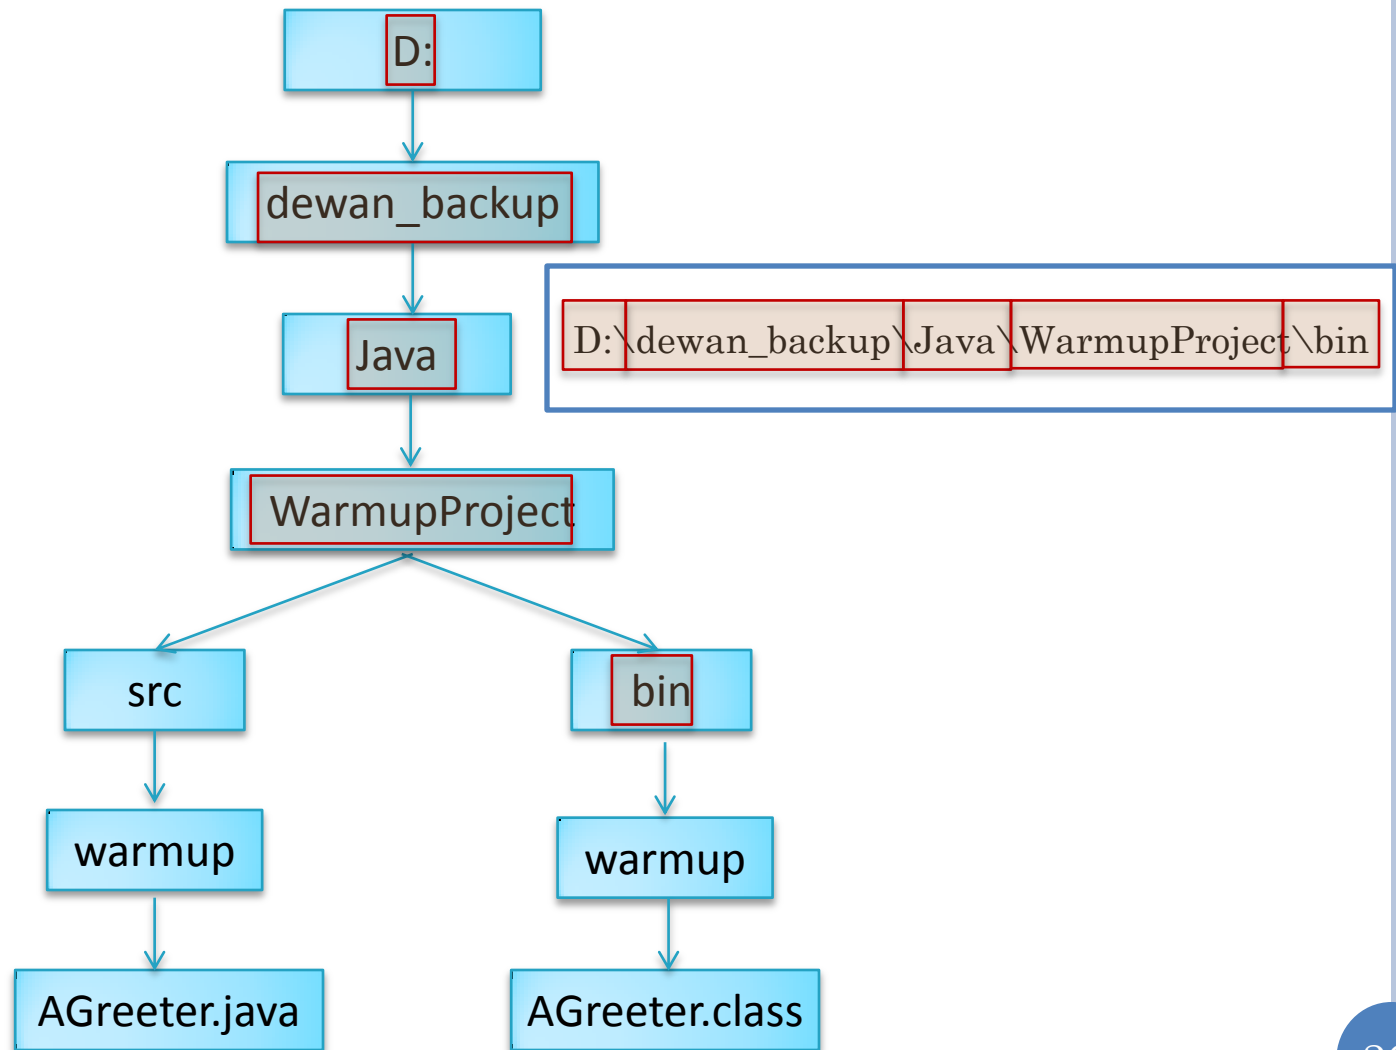 D:
dewan_backup
Java
D:\dewan_backup\Java\WarmupProject\bin
WarmupProject
src
bin
warmup
warmup
AGreeter.java
AGreeter.class